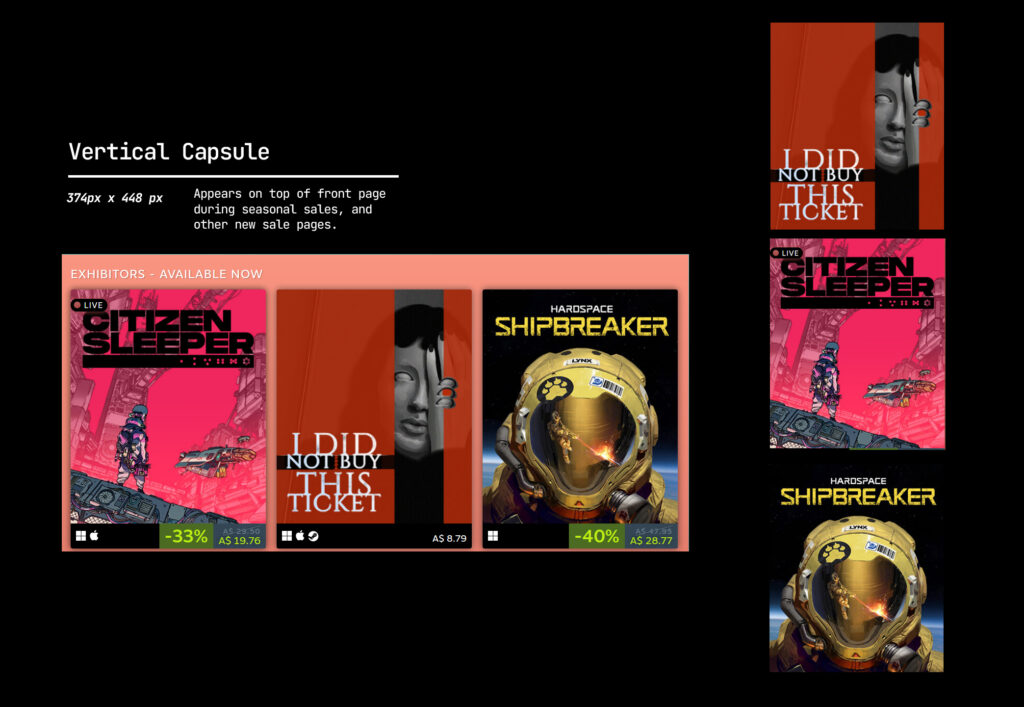 Vertical Capsule
374px x 448 px
Appears on top of front page
during seasonal sales, and
other new sale pages.
EXHIBITORS - AVAILABLE NOW
LIVE
CITIZEN
SLEEPER
-33%
A$ 29.50
A$ 19.76
I DID
NOT BUY
THIS
TICKET
A$ 8.79
HARDSPACE
SHIPBREAKER
LYNX
-40%
A$ 47.95
A$ 28.77
I DID
NOT BUY
THIS
TICKET
LIVE
CITIZEN
SLEEPER
HARDSPACE
SHIPBREAKER
LYNX